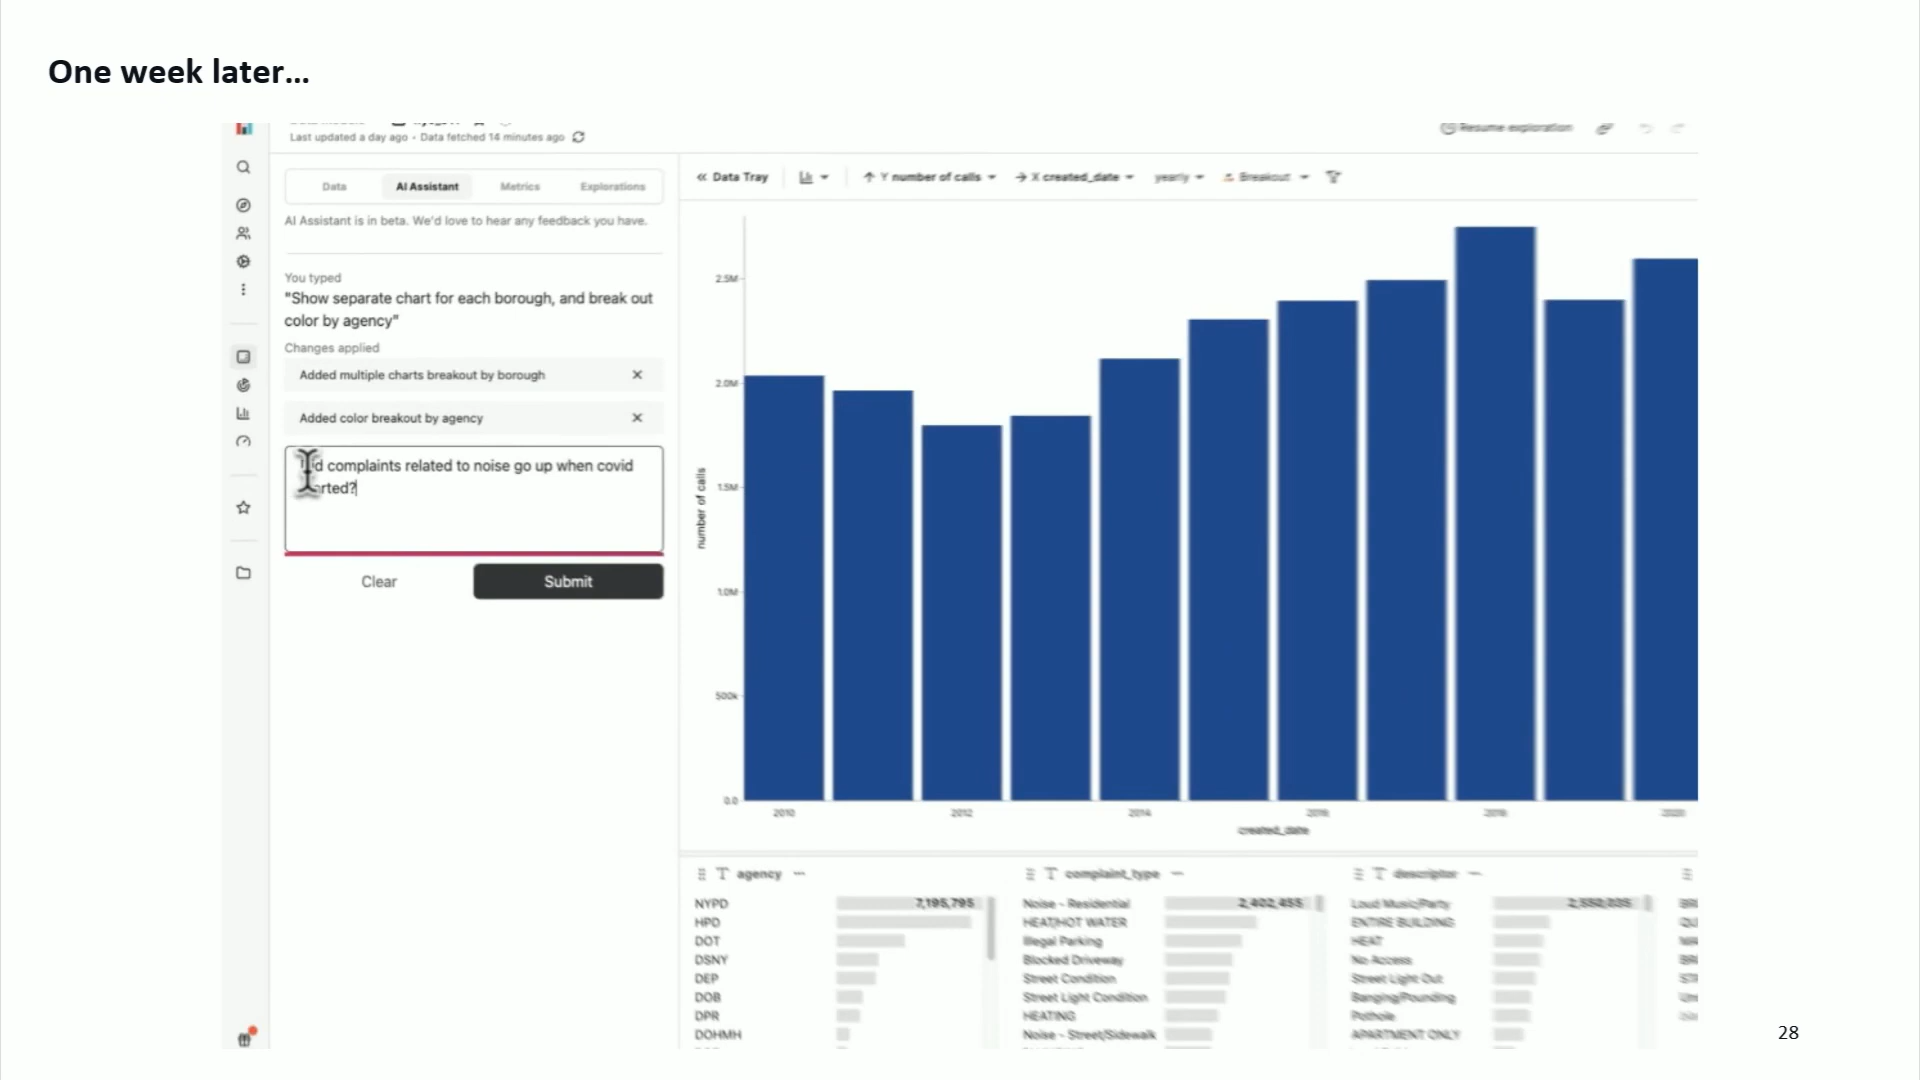 One week later...
Last updated a day ago • Data fetched 14 minutes ago
Resume exploration
Data
AI Assistant
Metrics
Explorations
« Data Tray
Y number of calls
X created_date
yearly
Breakout
AI Assistant is in beta. We'd love to hear any feedback you have.
You typed
"Show separate chart for each borough, and break out
color by agency"
Changes applied
Added multiple charts breakout by borough
Added color breakout by agency
complaints related to noise go up when covid
Clear
Submit
number of calls
2.5M
2.0M
1.5M
1.0M
500k
0.0
2010
2012
2014
2016
2018
2020
created_date
agency
NYPD 7,195,795
HPD
DOT
DSNY
DEP
DOB
DPR
DOHMH
complaint_type
Noise - Residential 2,402,455
HEAT/HOT WATER
Illegal Parking
Blocked Driveway
Street Condition
Street Light Condition
HEATING
Noise - Street/Sidewalk
descriptor
Loud Music/Party
ENTIRE BUILDING
HEAT
No Access
Street Light Out
Banging/Pounding
Pothole
APARTMENT ONLY
28